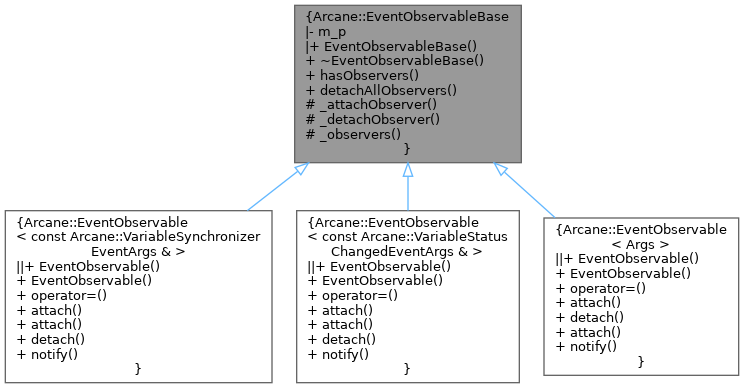 {Arcane::EventObservableBase
|- m_p
|+ EventObservableBase()
+ ~EventObservableBase()
+ hasObservers()
+ detachAllObservers()
# _attachObserver()
# _detachObserver()
# _observers()
}
{Arcane::EventObservable
< const Arcane::VariableSynchronizer
EventArgs & >
||+ EventObservable()
+ EventObservable()
+ operator=()
+ attach()
+ attach()
+ detach()
+ notify()
}
{Arcane::EventObservable
< const Arcane::VariableStatus
ChangedEventArgs & >
||+ EventObservable()
+ EventObservable()
+ operator=()
+ attach()
+ attach()
+ detach()
+ notify()
}
{Arcane::EventObservable
< Args >
||+ EventObservable()
+ EventObservable()
+ operator=()
+ attach()
+ detach()
+ attach()
+ notify()
}